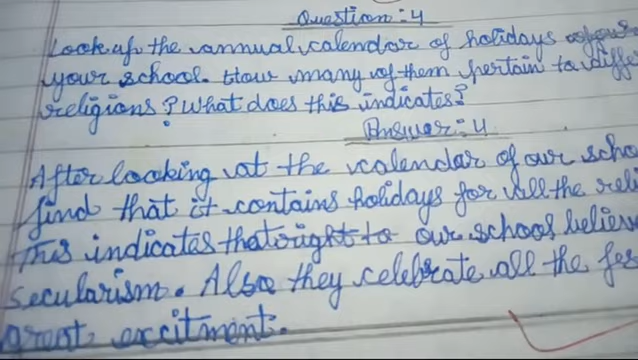 Question:-4
Look up the annual calendar of holidays of
your school. How many of them pertain to diffe
religions? What does this indicates?
Answer:-4
After looking at the calendar of our scho
find that it contains holidays for all the reli
This indicates that right to our school believ
secularism. Also they celebrate all the fes
great excitment.